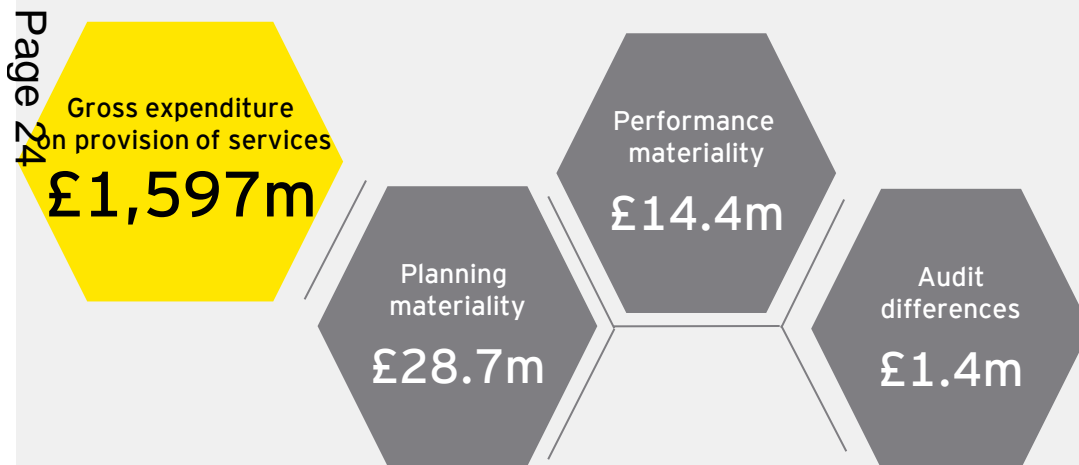 Page 24
Gross expenditure
on provision of services
£1,597m
Planning
materiality
£28.7m
Performance
materiality
£14.4m
Audit
differences
£1.4m